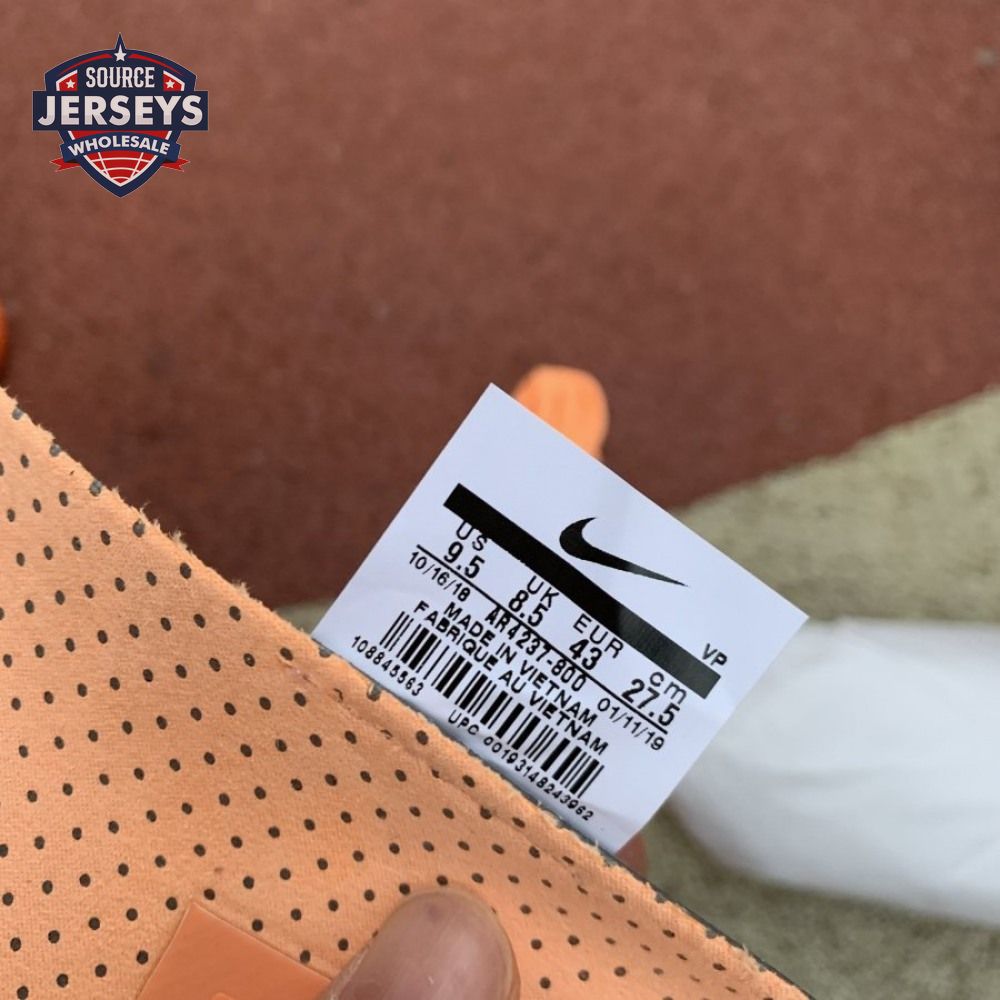 SOURCE
JERSEYS
WHOLESALE
VP
US UK EUR cm
9.5 8.5 43 27.5
10/16/18 AR4237-800 01/11/19
MADE IN VIETNAM
FABRIQUE AU VIETNAM
108845563
UPC 00193148243962